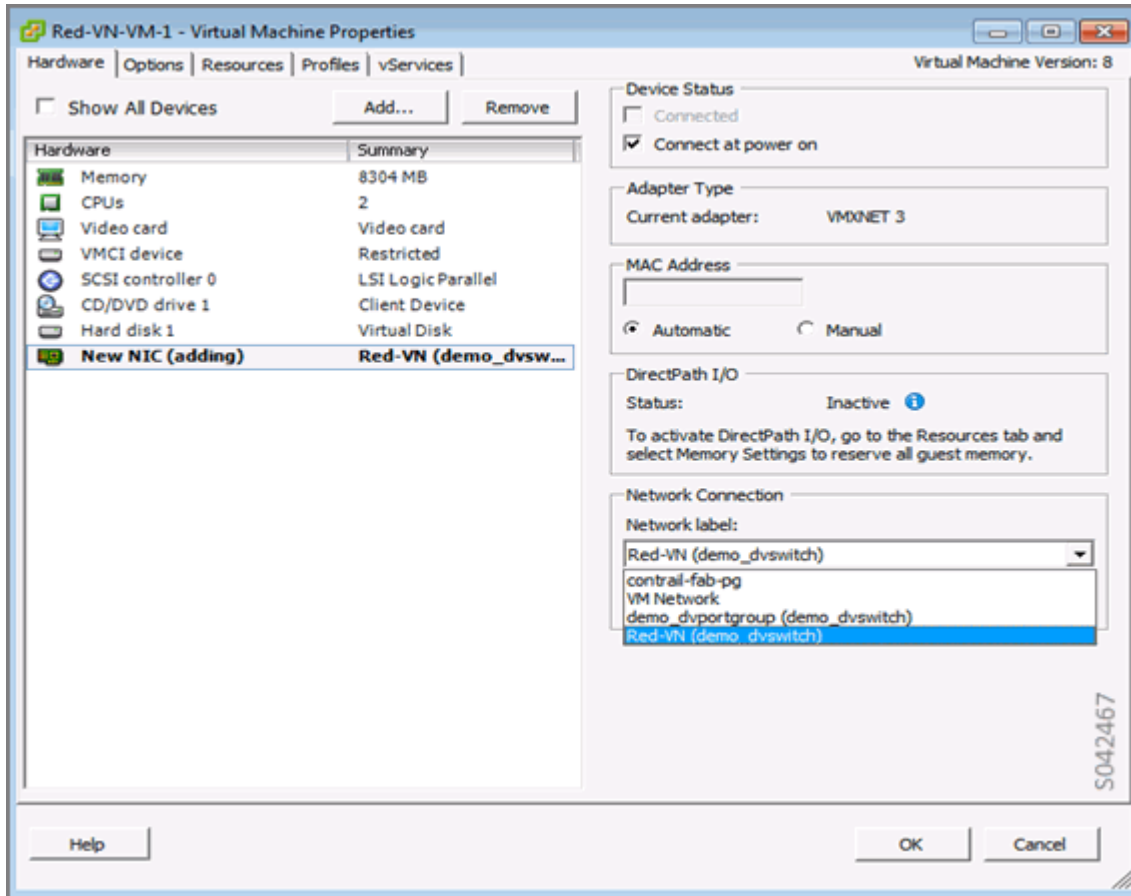 Red-VN-VM-1 - Virtual Machine Properties
Hardware Options Resources Profiles vServices
Virtual Machine Version: 8
Show All Devices
Add...
Remove
Hardware Summary
Memory 8304 MB
CPUs 2
Video card Video card
VMCI device Restricted
SCSI controller 0 LSI Logic Parallel
CD/DVD drive 1 Client Device
Hard disk 1 Virtual Disk
New NIC (adding) Red-VN (demo_dvsw...
Device Status
Connected
Connect at power on
Adapter Type
Current adapter: VMXNET 3
MAC Address
Automatic Manual
DirectPath I/O
Status: Inactive
To activate DirectPath I/O, go to the Resources tab and
select Memory Settings to reserve all guest memory.
Network Connection
Network label:
Red-VN (demo_dvswitch)
contrail-fab-pg
VM Network
demo_dvportgroup (demo_dvswitch)
Red-VN (demo_dvswitch)
S042467
Help
OK
Cancel